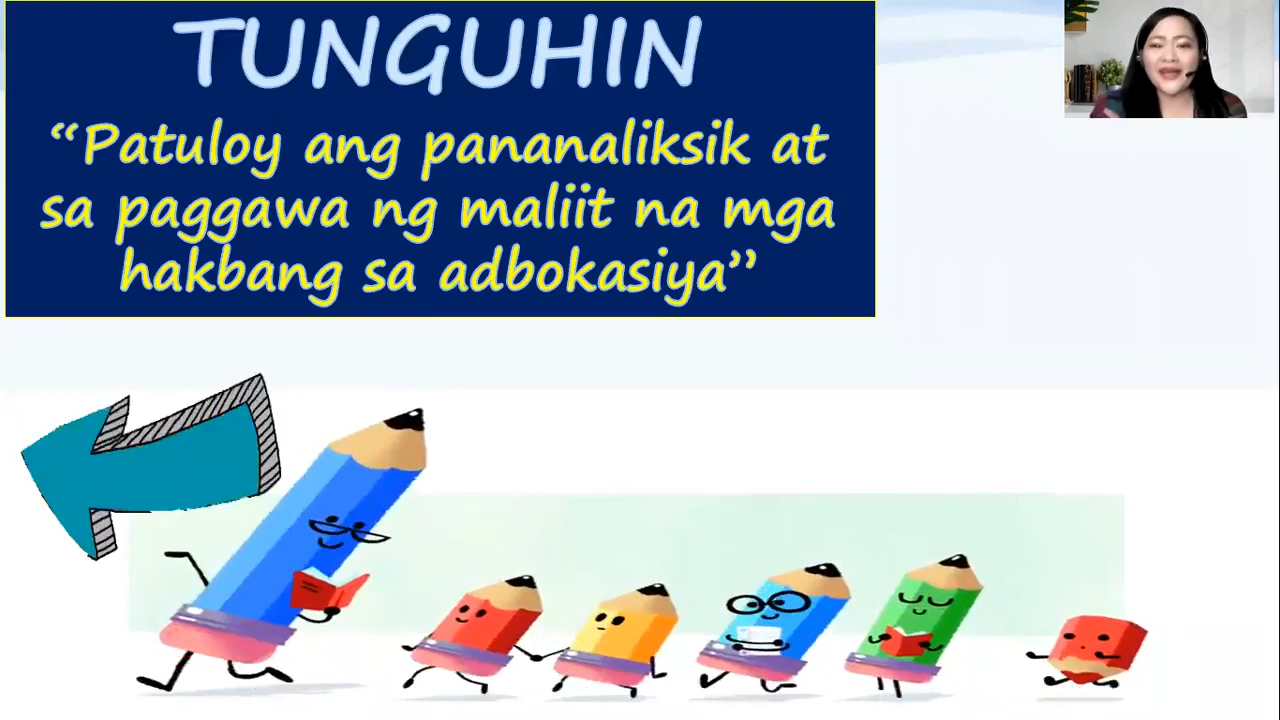 TUNGUHIN
“Patuloy ang pananaliksik at
sa paggawa ng maliit na mga
hakbang sa adbokasiya”